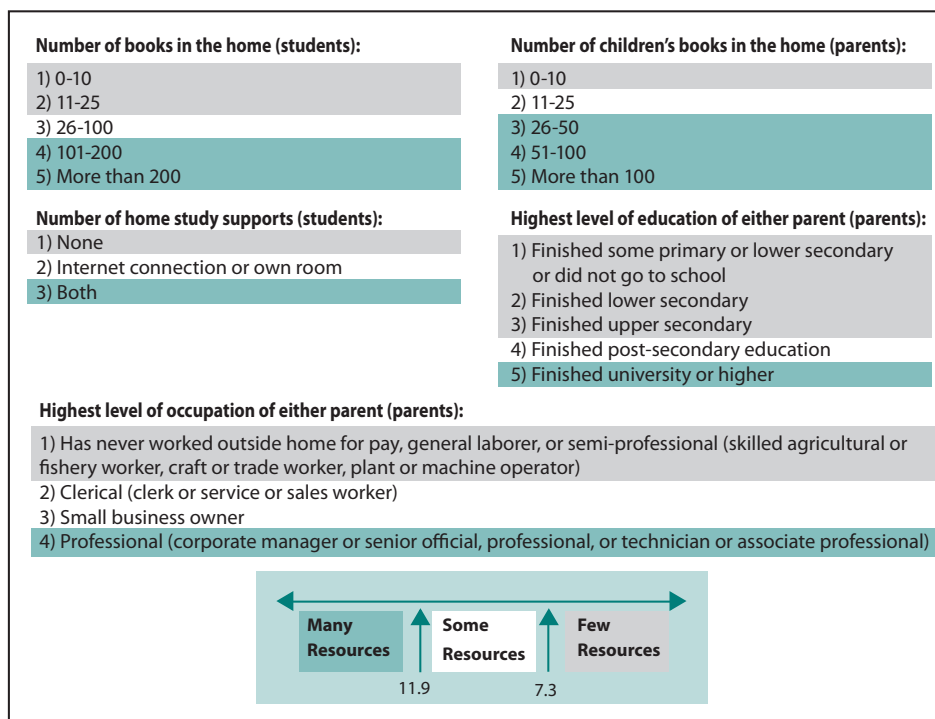 Number of books in the home (students):
1) 0-10
2) 11-25
3) 26-100
4) 101-200
5) More than 200
Number of children's books in the home (parents):
1) 0-10
2) 11-25
3) 26-50
4) 51-100
5) More than 100
Number of home study supports (students):
1) None
2) Internet connection or own room
3) Both
Highest level of education of either parent (parents):
1) Finished some primary or lower secondary
or did not go to school
2) Finished lower secondary
3) Finished upper secondary
4) Finished post-secondary education
5) Finished university or higher
Highest level of occupation of either parent (parents):
1) Has never worked outside home for pay, general laborer, or semi-professional (skilled agricultural or
fishery worker, craft or trade worker, plant or machine operator)
2) Clerical (clerk or service or sales worker)
3) Small business owner
4) Professional (corporate manager or senior official, professional, or technician or associate professional)
Many
Resources
Some
Resources
Few
Resources
11.9
7.3